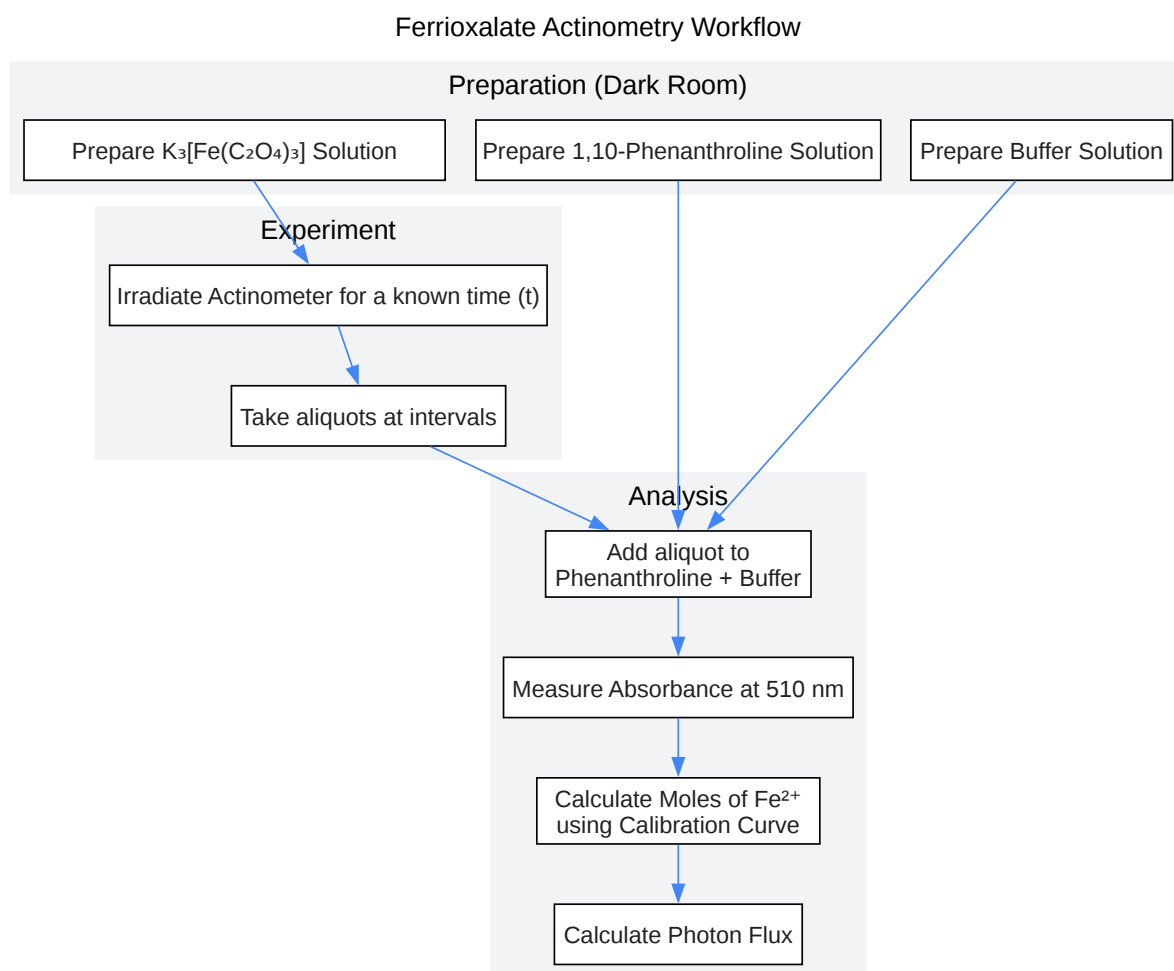 Ferrioxalate Actinometry Workflow
Preparation (Dark Room)
Prepare K₃[Fe(C₂O₄)₃] Solution
Prepare 1,10-Phenanthroline Solution
Prepare Buffer Solution
Experiment
Irradiate Actinometer for a known time (t)
Take aliquots at intervals
Analysis
Add aliquot to
Phenanthroline + Buffer
Measure Absorbance at 510 nm
Calculate Moles of Fe²⁺
using Calibration Curve
Calculate Photon Flux